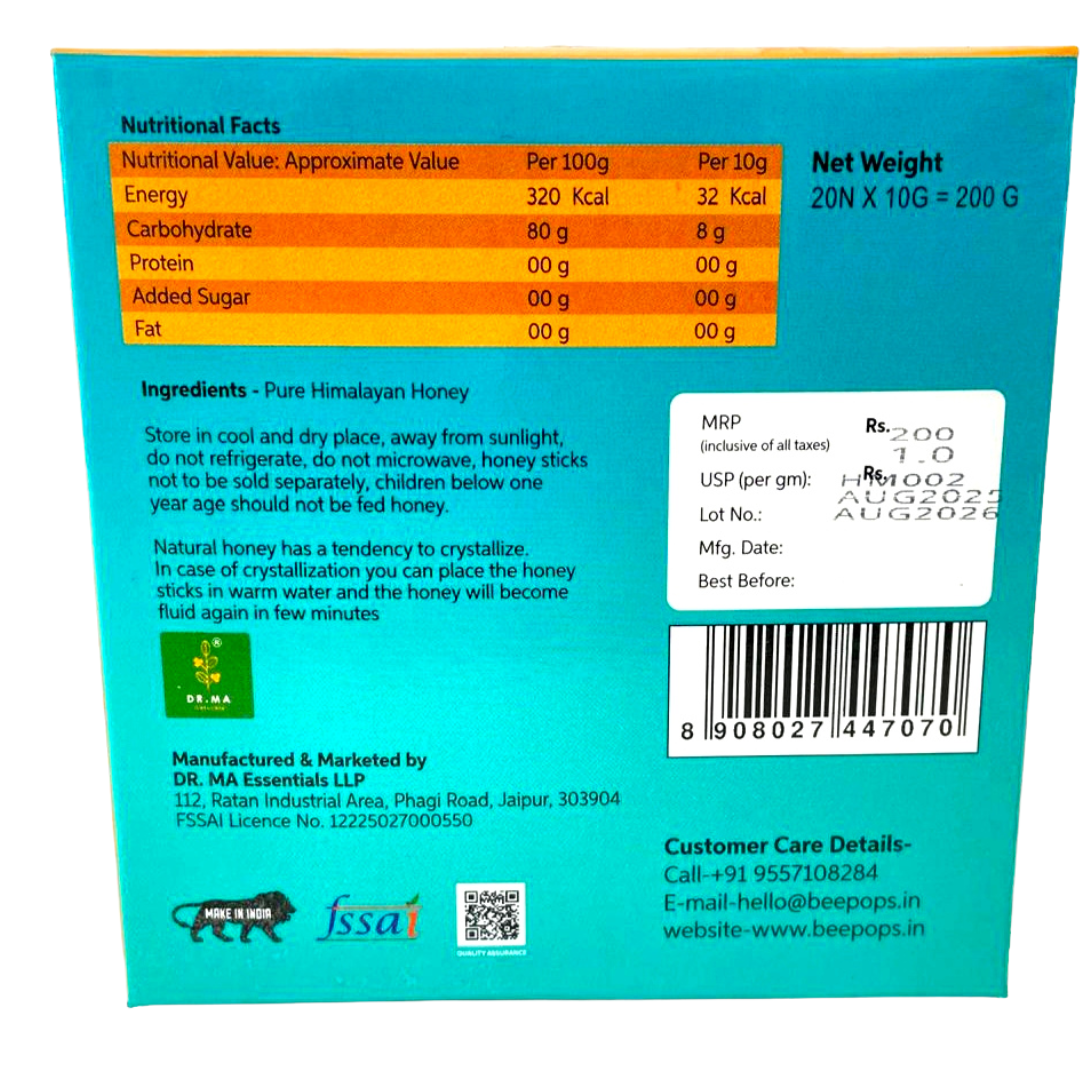 Nutritional Facts
Nutritional Value: Approximate Value Per 100g Per 10g
Energy 320 Kcal 32 Kcal
Carbohydrate 80 g 8 g
Protein 00 g 00 g
Added Sugar 00 g 00 g
Fat 00 g 00 g
Net Weight
20N X 10G = 200 G
Ingredients - Pure Himalayan Honey
Store in cool and dry place, away from sunlight,
do not refrigerate, do not microwave, honey sticks
not to be sold separately, children below one
year age should not be fed honey.
Natural honey has a tendency to crystallize.
In case of crystallization you can place the honey
sticks in warm water and the honey will become
fluid again in few minutes
MRP Rs. 200
(inclusive of all taxes) 1.0
USP (per gm): Rs.
AUG2025
Lot No.: AUG2026
Mfg. Date:
Best Before:
8 908027 447070
®
DR.MA
Manufactured & Marketed by
DR. MA Essentials LLP
112, Ratan Industrial Area, Phagi Road, Jaipur, 303904
FSSAI Licence No. 12225027000550
MAKE IN INDIA
fssai
QUALITY ASSURANCE
Customer Care Details-
Call-+91 9557108284
E-mail-hello@beepops.in
website-www.beepops.in